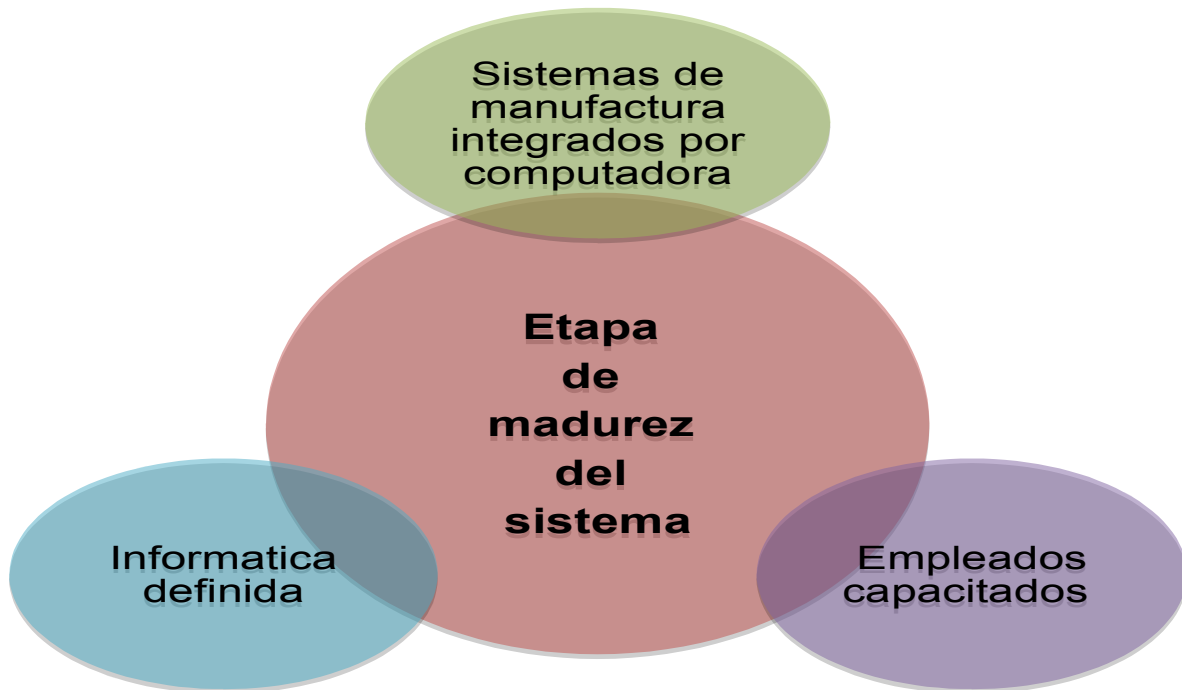 Sistemas de
manufactura
integrados por
computadora
Etapa
de
madurez
del
sistema
Informatica
definida
Empleados
capacitados